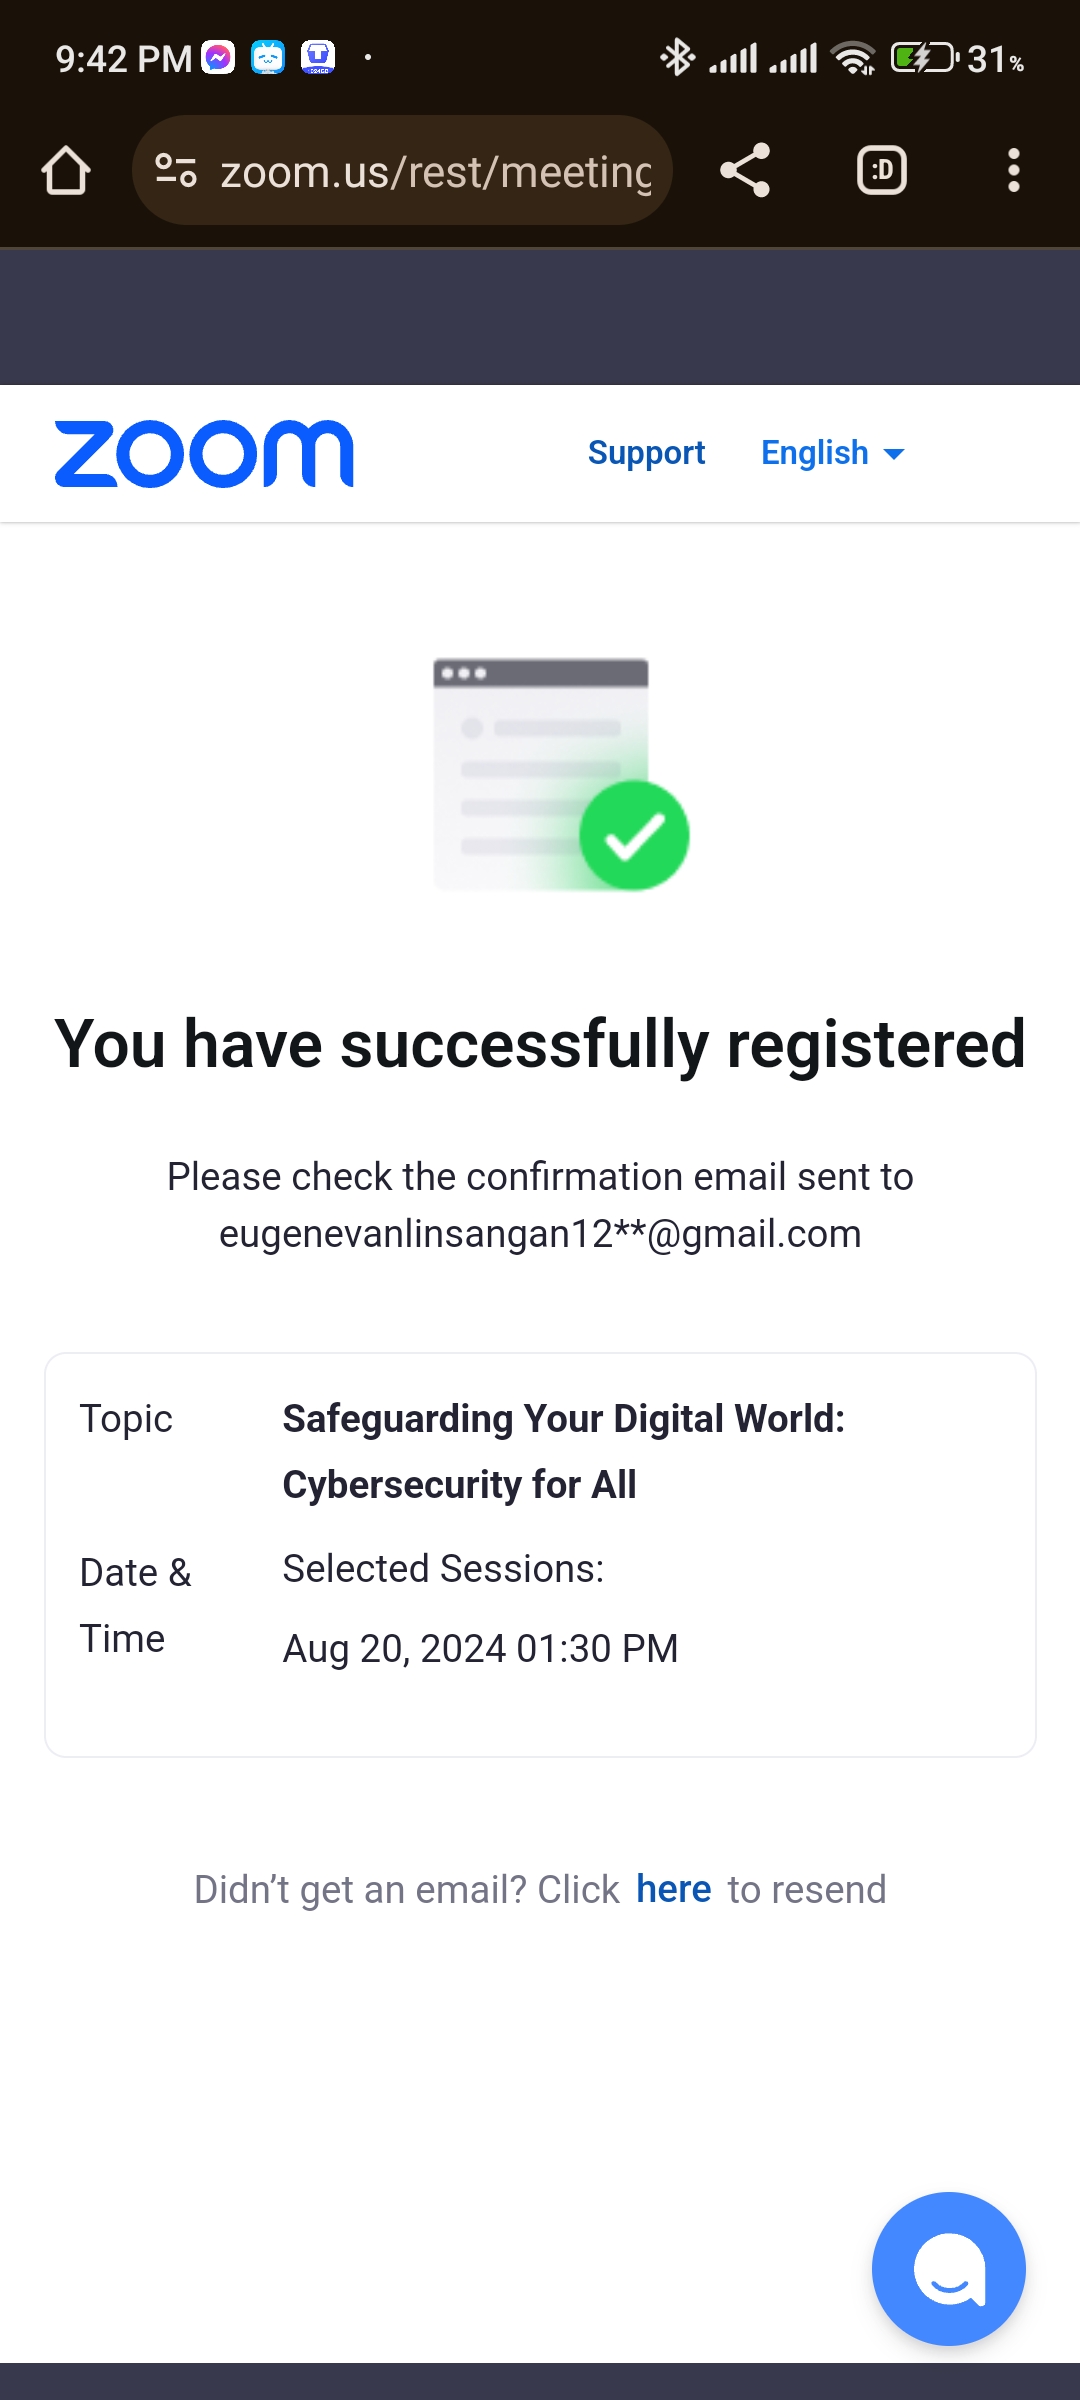 9:42 PM
31%
zoom.us/rest/meeting
:D
zoom
Support English
You have successfully registered
Please check the confirmation email sent to
eugenevanlinsangan12**@gmail.com
Topic
Safeguarding Your Digital World:
Cybersecurity for All
Date &
Time
Selected Sessions:
Aug 20, 2024 01:30 PM
Didn’t get an email? Click here to resend